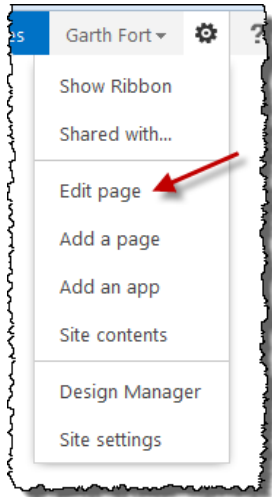 es Garth Fort ?
Show Ribbon
Shared with...
Edit page
Add a page
Add an app
Site contents
Design Manager
Site settings